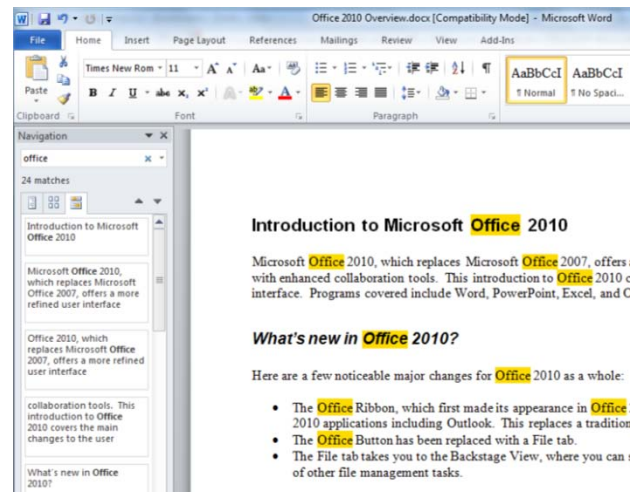 Office 2010 Overview.docx [Compatibility Mode] - Microsoft Word
File Home Insert Page Layout References Mailings Review View Add-Ins
Times New Rom 11 A A Aa
Paste B I U abc x, x² A ab A
AaBbCcI AaBbCcI
¶ Normal ¶ No Spaci...
Clipboard Font Paragraph
Navigation
office
24 matches
Introduction to Microsoft
Office 2010
Microsoft Office 2010,
which replaces Microsoft
Office 2007, offers a more
refined user interface
Office 2010, which
replaces Microsoft Office
2007, offers a more refined
user interface
collaboration tools. This
introduction to Office
2010 covers the main
changes to the user
What's new in Office
2010?
Introduction to Microsoft Office 2010
Microsoft Office 2010, which replaces Microsoft Office 2007, offers
with enhanced collaboration tools. This introduction to Office 2010
interface. Programs covered include Word, PowerPoint, Excel, and
What's new in Office 2010?
Here are a few noticeable major changes for Office 2010 as a whole:
• The Office Ribbon, which first made its appearance in Office
2010 applications including Outlook. This replaces a
• The Office Button has been replaced with a File tab.
• The File tab takes you to the Backstage View, where you can
of other file management tasks.